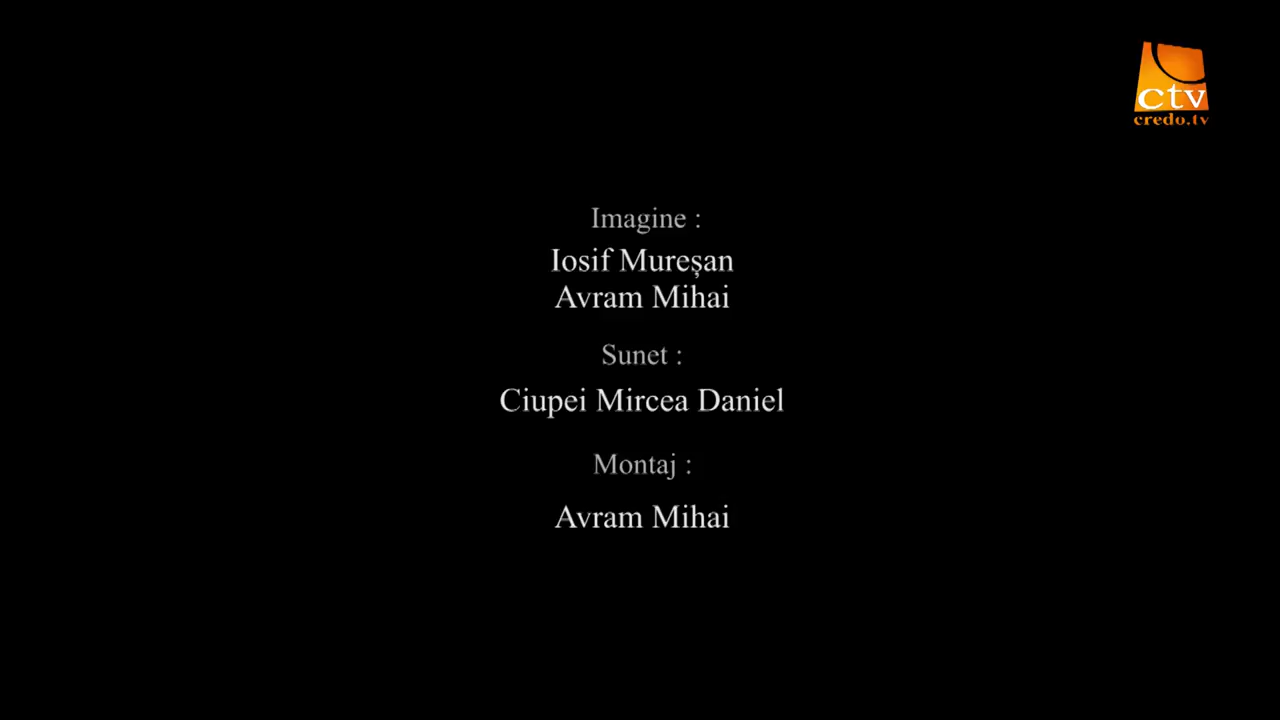 ctv
credo.tv
Imagine :
Iosif Mureșan
Avram Mihai
Sunet :
Ciupei Mircea Daniel
Montaj :
Avram Mihai